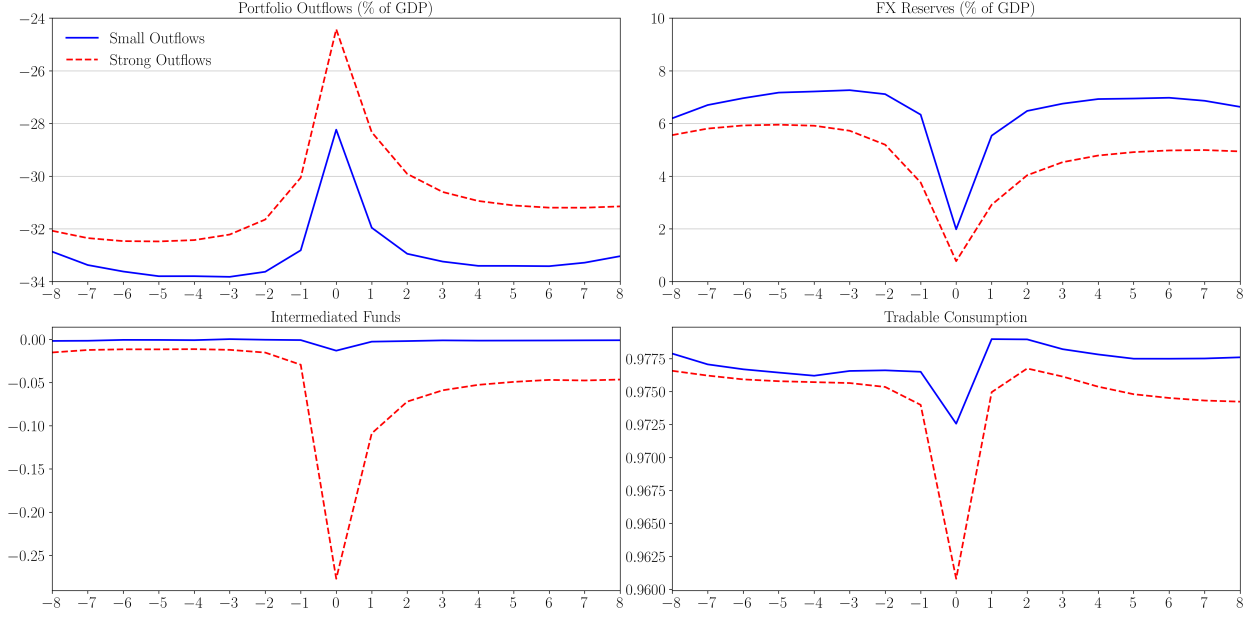 Portfolio Outflows (% of GDP)
−24
−26
−28
−30
−32
−34
Small Outflows
Strong Outflows
−8 −7 −6 −5 −4 −3 −2 −1 0 1 2 3 4 5 6 7 8
FX Reserves (% of GDP)
10
8
6
4
2
0
−8 −7 −6 −5 −4 −3 −2 −1 0 1 2 3 4 5 6 7 8
Intermediated Funds
0.00
−0.05
−0.10
−0.15
−0.20
−0.25
−8 −7 −6 −5 −4 −3 −2 −1 0 1 2 3 4 5 6 7 8
Tradable Consumption
0.9775
0.9750
0.9725
0.9700
0.9675
0.9650
0.9625
0.9600
−8 −7 −6 −5 −4 −3 −2 −1 0 1 2 3 4 5 6 7 8